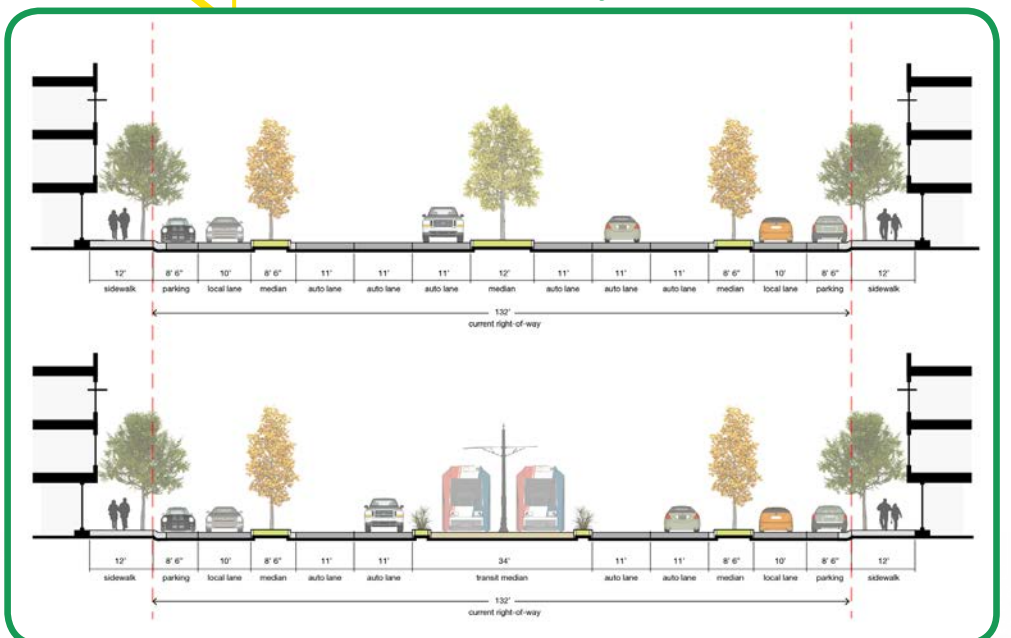 12' 8' 6" 10' 8' 6" 11' 11' 11' 12' 11' 11' 11' 8' 6" 10' 8' 6" 12'
sidewalk parking local lane median auto lane auto lane auto lane median auto lane auto lane auto lane median local lane parking sidewalk
132'
current right-of-way
12' 8' 6" 10' 8' 6" 11' 11' 34' 11' 11' 8' 6" 10' 8' 6" 12'
sidewalk parking local lane median auto lane auto lane transit median auto lane auto lane median local lane parking sidewalk
132'
current right-of-way